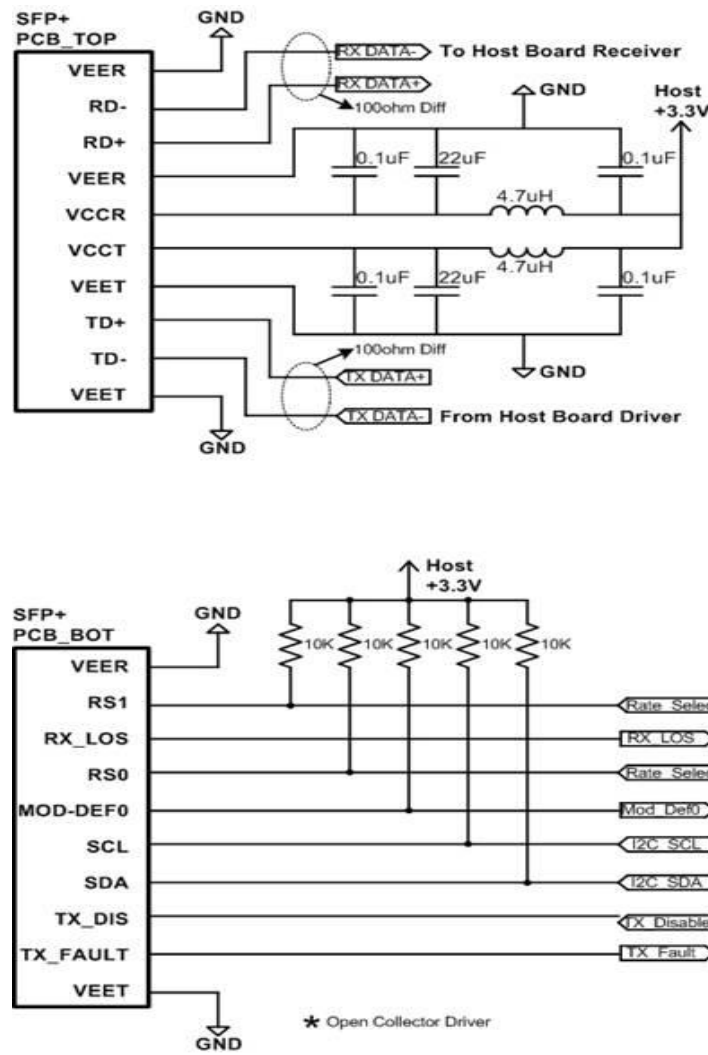 SFP+
PCB_TOP
GND
VEER
RX DATA-
To Host Board Receiver
RD-
RX DATA+
100ohm Diff
GND
Host
+3.3V
RD+
VEER
0.1uF
22uF
0.1uF
4.7uH
VCCR
VCCT
4.7uH
0.1uF
22uF
0.1uF
VEET
TD+
100ohm Diff
GND
TD-
TX DATA+
VEET
TX DATA-
From Host Board Driver
GND
Host
+3.3V
SFP+
PCB_BOT
GND
10K
10K
10K
10K
10K
VEER
RS1
Rate_Selec
RX_LOS
RX_LOS
RS0
Rate_Selec
MOD-DEF0
Mod_Def0
SCL
I2C_SCL
SDA
I2C_SDA
TX_DIS
TX_Disable
TX_FAULT
TX_Fault
VEET
* Open Collector Driver
GND